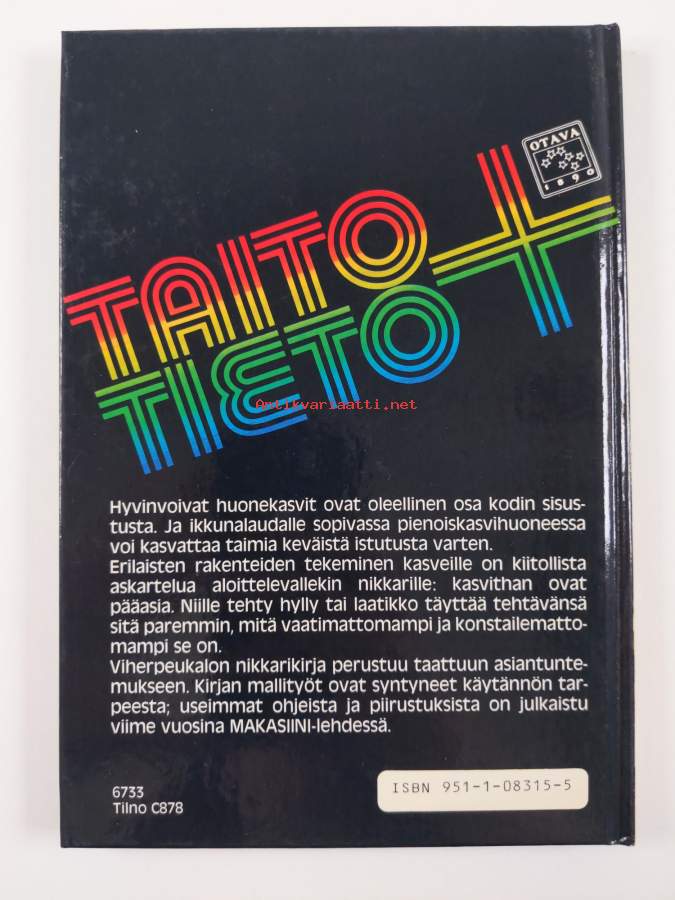 OTAVA
1890
TAITO
TIETO +
Antikvariaatti.net
Hyvinvoivat huonekasvit ovat oleellinen osa kodin sisus-
tusta. Ja ikkunalaudalle sopivassa pienoiskasvihuoneessa
voi kasvattaa taimia keväistä istutusta varten.
Erilaisten rakenteiden tekeminen kasveille on kiitollista
askartelua aloittelevallekin nikkarille: kasvithan ovat
pääasia. Niille tehty hylly tai laatikko täyttää tehtävänsä
sitä paremmin, mitä vaatimattomampi ja konstailematto-
mampi se on.
Viherpeukalon nikkarikirja perustuu taattuun asiantunte-
mukseen. Kirjan mallityöt ovat syntyneet käytännön tar-
peesta; useimmat ohjeista ja piirustuksista on julkaistu
viime vuosina MAKASIINI-lehdessä.
6733
Tilno C878
ISBN 951-1-08315-5